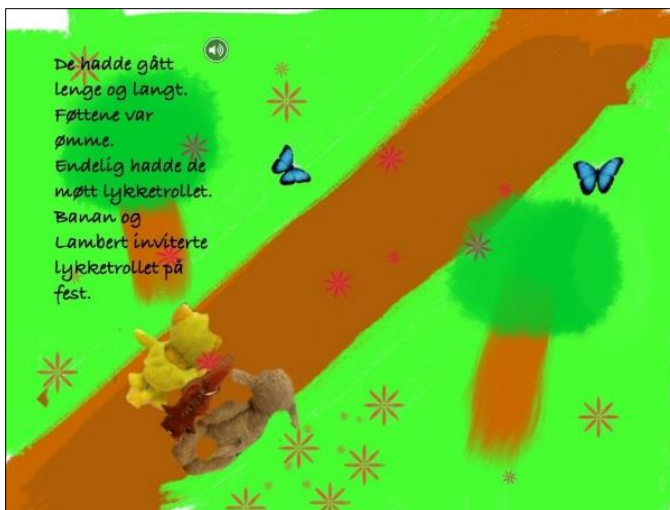 De hadde gått
lenge og langt.
Føttene var
ømme.
Endelig hadde de
møtt lykketrollet.
Banan og
Lambert inviterte
lykketrollet på
fest.